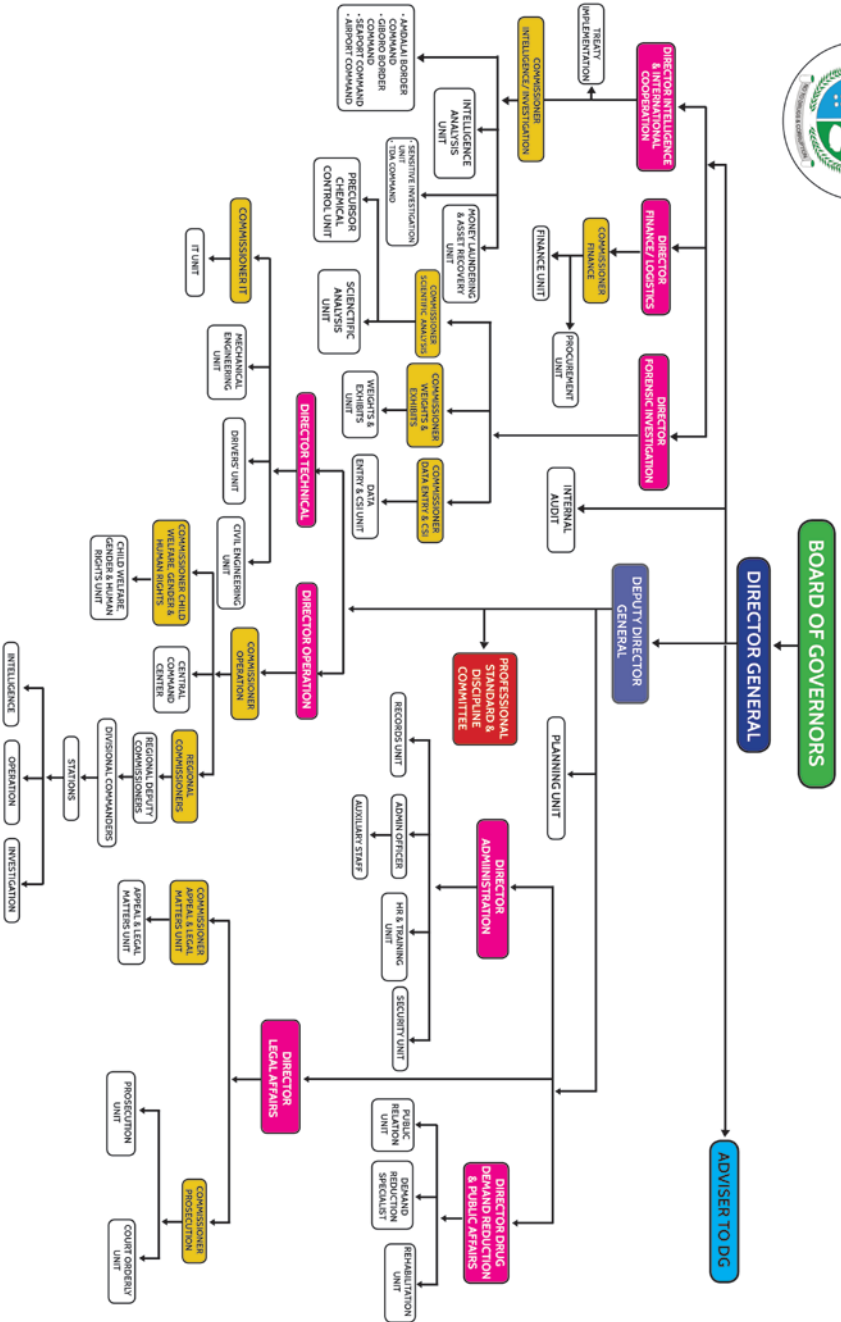 NO TO DRUGS & CORRUPTION
BOARD OF GOVERNORS
DIRECTOR GENERAL
ADVISER TO DG
INTERNAL
AUDIT
DEPUTY DIRECTOR
GENERAL
DIRECTOR INTELLIGENCE
& INTERNATIONAL
COOPERATION
DIRECTOR
FINANCE/ LOGISTICS
DIRECTOR
FORENSIC INVESTIGATION
TREATY
IMPLEMENTATION
COMMISSIONER
FINANCE
PROCUREMENT
UNIT
FINANCE UNIT
COMMISSIONER
INTELLIGENCE/ INVESTIGATION
• AMDALAI BORDER
COMMAND
• GIBORO BORDER
COMMAND
• SEAPORT COMMAND
• AIRPORT COMMAND
INTELLIGENCE
ANALYSIS
UNIT
• SENSITIVE INVESTIGATION
UNIT
• TDA COMMAND
MONEY LAUNDERING
& ASSET RECOVERY
UNIT
COMMISSIONER
SCIENTIFIC ANALYSIS
COMMISSIONER
WEIGHTS &
EXHIBITS
COMMISSIONER
DATA ENTRY & CSI
PRECURSOR
CHEMICAL
CONTROL UNIT
SCIENCTIFIC
ANALYSIS
UNIT
WEIGHTS &
EXHIBITS
UNIT
DATA
ENTRY & CSI UNIT
PLANNING UNIT
PROFESSIONAL
STANDARD &
DISCIPLINE
COMMITTEE
DIRECTOR TECHNICAL
DIRECTOR OPERATION
COMMISSIONER IT
IT UNIT
MECHANICAL
ENGINEERING
UNIT
DRIVERS' UNIT
CIVIL ENGINEERING
UNIT
COMMISSIONER
OPERATION
COMMISSIONER CHILD
WELFARE, GENDER &
HUMAN RIGHTS
CHILD WELFARE,
GENDER & HUMAN
RIGHTS UNIT
CENTRAL
COMMAND
CENTER
REGIONAL
COMMISSIONERS
REGIONAL DEPUTY
COMMISSIONERS
DIVISIONAL COMMANDERS
STATIONS
INTELLIGENCE
OPERATION
INVESTIGATION
DIRECTOR
ADMIINISTRATION
RECORDS UNIT
ADMIN OFFICER
AUXILIARY STAFF
HR & TRAINING
UNIT
SECURITY UNIT
DIRECTOR DRUG
DEMAND REDUCTION
& PUBLIC AFFAIRS
PUBLIC
RELATION
UNIT
DEMAND
REDUCTION
SPECIALIST
REHABILITATION
UNIT
DIRECTOR
LEGAL AFFAIRS
COMMISSIONER
APPEAL & LEGAL
MATTERS UNIT
APPEAL & LEGAL
MATTERS UNIT
COMMISSIONER
PROSECUTION
PROSECUTION
UNIT
COURT ORDERLY
UNIT